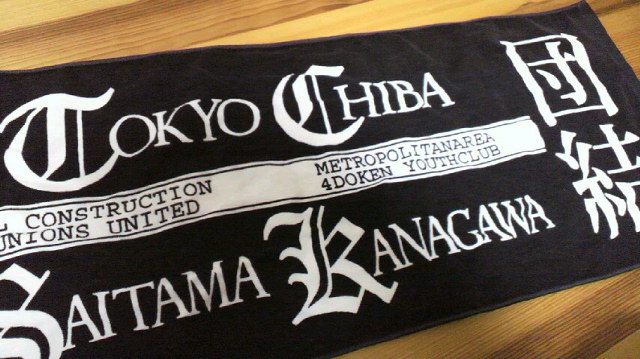 TOKYO CHIBA
L CONSTRUCTION
UNIONS UNITED
METROPOLITANAREA
4DOKEN YOUTHCLUB
SAITAMA KANAGAWA
団結